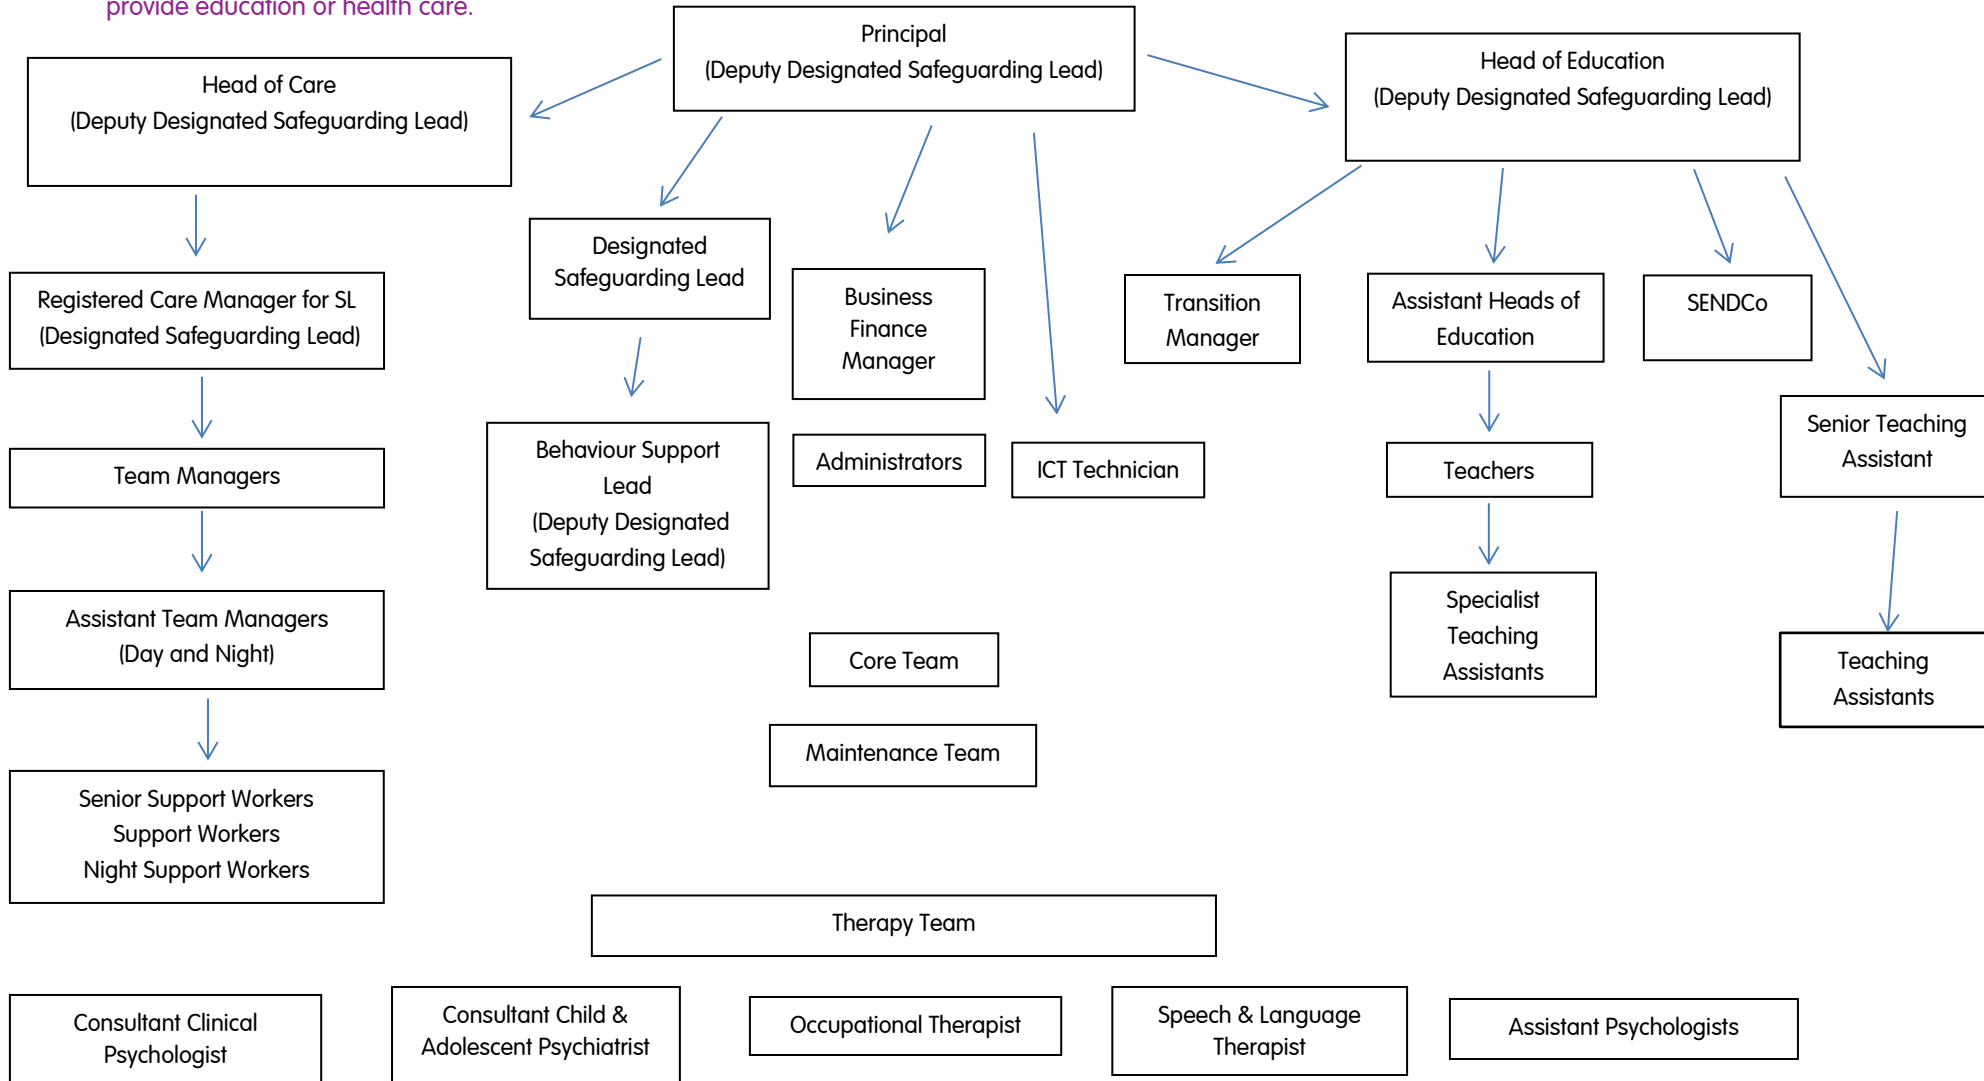 provide education or health care.
Principal
(Deputy Designated Safeguarding Lead)
Head of Care
(Deputy Designated Safeguarding Lead)
Head of Education
(Deputy Designated Safeguarding Lead)
Designated
Safeguarding Lead
Business
Finance
Manager
Registered Care Manager for SL
(Designated Safeguarding Lead)
Transition
Manager
Assistant Heads of
Education
SENDCo
Team Managers
Behaviour Support
Lead
(Deputy Designated
Safeguarding Lead)
Administrators
ICT Technician
Teachers
Senior Teaching
Assistant
Assistant Team Managers
(Day and Night)
Specialist
Teaching
Assistants
Core Team
Teaching
Assistants
Maintenance Team
Senior Support Workers
Support Workers
Night Support Workers
Therapy Team
Consultant Clinical
Psychologist
Consultant Child &
Adolescent Psychiatrist
Occupational Therapist
Speech & Language
Therapist
Assistant Psychologists